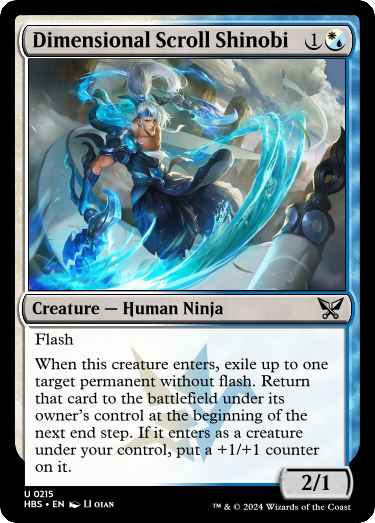 Dimensional Scroll Shinobi 1
Creature — Human Ninja
Flash
When this creature enters, exile up to one
target permanent without flash. Return
that card to the battlefield under its
owner's control at the beginning of the
next end step. If it enters as a creature
under your control, put a +1/+1 counter
on it.
2/1
U 0215
HBS • EN LI QIAN
™ & © 2024 Wizards of the Coast